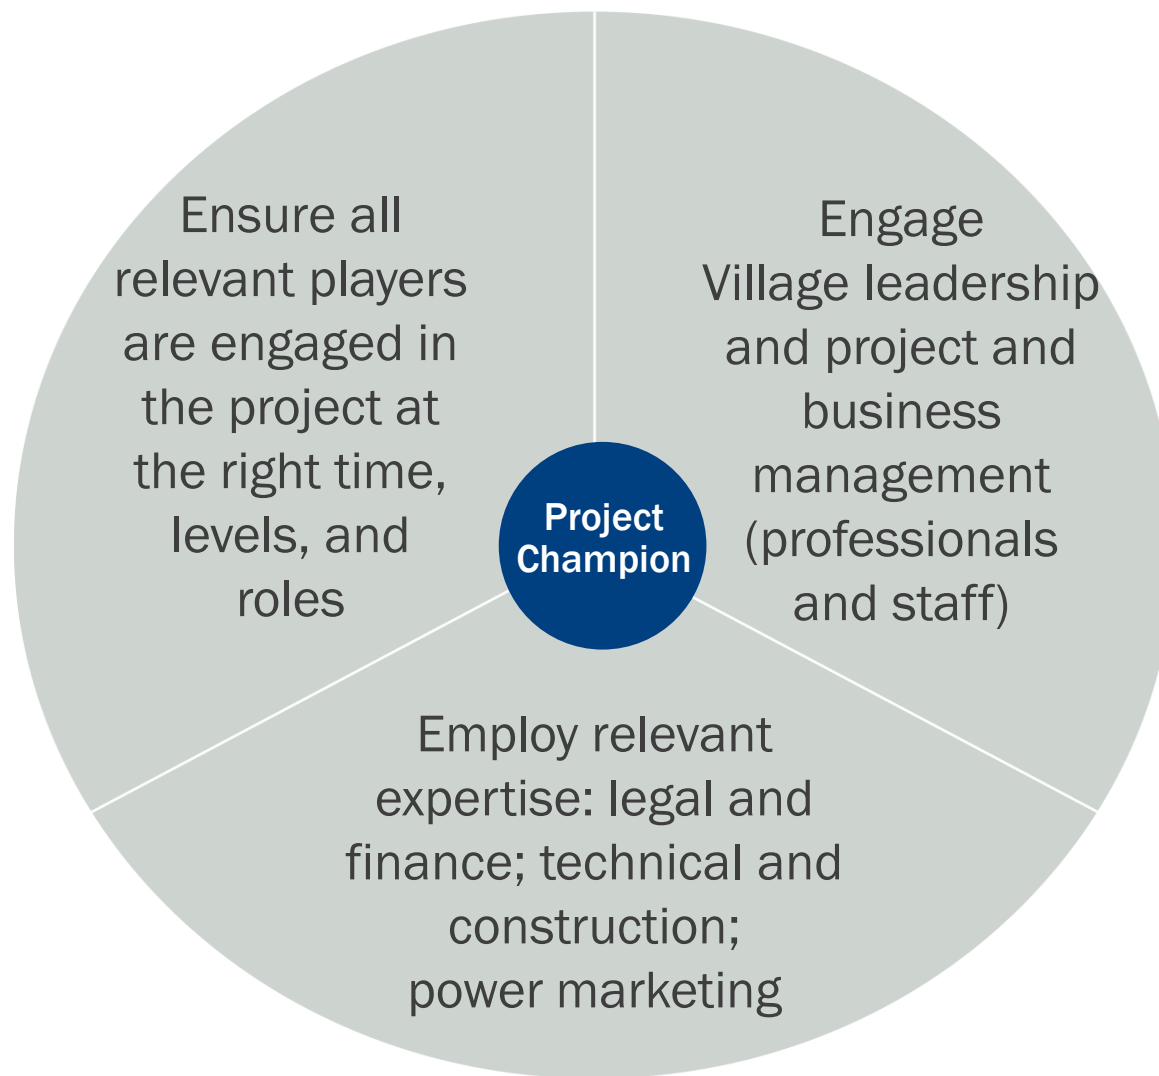 Ensure all
relevant players
are engaged in
the project at
the right time,
levels, and
roles
Engage
Village leadership
and project and
business
management
(professionals
and staff)
Project
Champion
Employ relevant
expertise: legal and
finance; technical and
construction;
power marketing